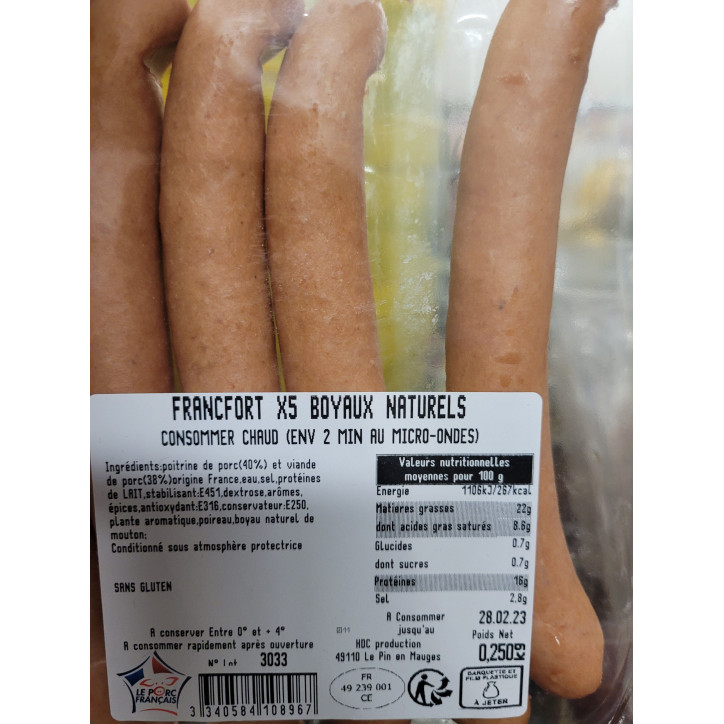 FRANCFORT X5 BOYAUX NATURELS
CONSOMMER CHAUD (ENV 2 MIN AU MICRO-ONDES)
Ingrédients:poitrine de porc(40%) et viande
de porc(38%)origine France,eau,sel,protéines
de LAIT,stabilisant:E451,dextrose,arômes,
épices,antioxydant:E316,conservateur:E250,
plante aromatique,poireau,boyau naturel de
mouton;
Conditionné sous atmosphère protectrice
SANS GLUTEN
Valeurs nutritionnelles
moyennes pour 100 g
Energie 1106kJ/267kcal
Matieres grasses 22g
dont acides gras saturés 8.6g
Glucides 0.7g
dont sucres 0.7g
Protéines 16g
Sel 2.8g
A conserver Entre 0° et + 4°
A consommer rapidement après ouverture
N° lot 3033
A Consommer
jusqu'au
28.02.23
HDC production
49110 Le Pin en Mauges
Poids Net
0,250kg
LE PORC
FRANÇAIS
3 340584 108967
FR
49 239 001
CE
BARQUETTE ET
FILM PLASTIQUE
À JETER